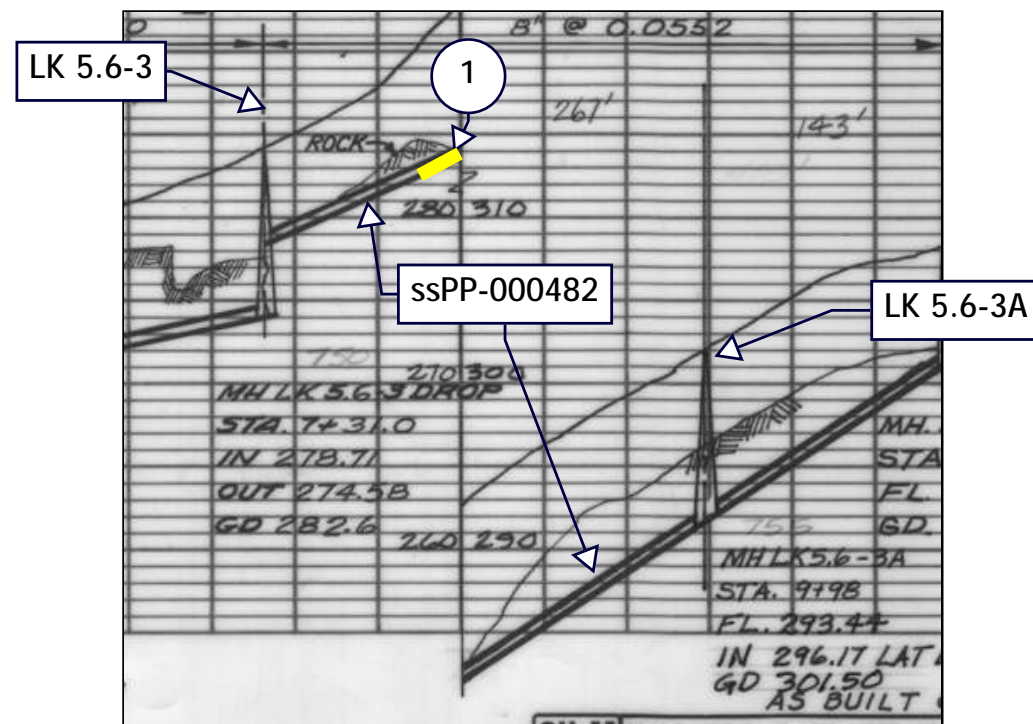 0
8" @ 0.0552
LK 5.6-3
1
261'
143'
ROCK
280 310
ssPP-000482
LK 5.6-3A
270 300
MH LK 5.6-3 DROP
STA. 7+31.0
IN 278.71
OUT 274.58
GD 282.6
260 290
755
MH LK5.6-3A
STA. 9+98
FL. 293.44
IN 296.17 LAT
GD 301.50
AS BUILT
MH.
STA
FL.
GD.